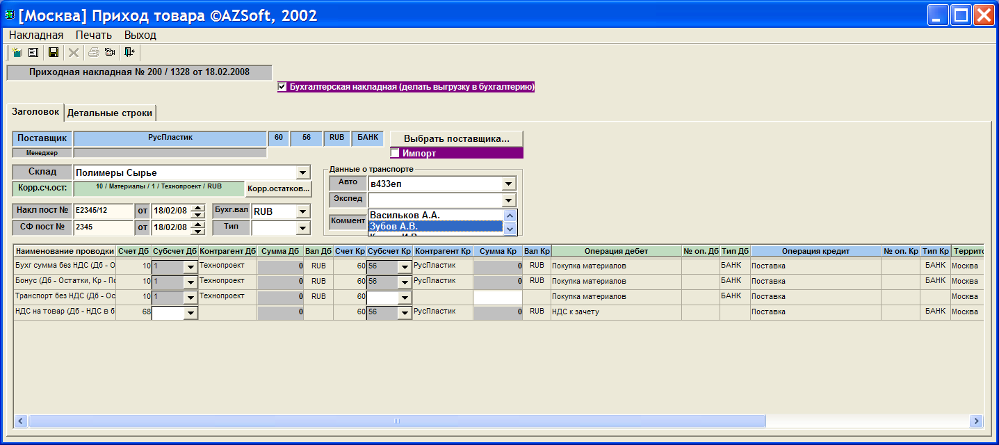 [Москва] Приход товара ©AZSoft, 2002
Накладная Печать Выход
Приходная накладная № 200 / 1328 от 18.02.2008
Бухгалтерская накладная (делать выгрузку в бухгалтерию)
Заголовок Детальные строки
Поставщик РусПластик 60 56 RUB БАНК Выбрать поставщика...
Менеджер Импорт
Склад Полимеры Сырье Данные о транспорте
Корр.сч.ост: 10 / Материалы / 1 / Технопроект / RUB Корр.остатков... Авто в433еп
Экспед
Накл пост № Е2345/12 от 18/02/08 Бухг.вал RUB Васильков А.А.
СФ пост № 2345 от 18/02/08 Тип Коммент Зубов А.В.
Наименование проводки Счет Дб Субсчет Дб Контрагент Дб Сумма Дб Вал Дб Счет Кр Субсчет Кр Контрагент Кр Сумма Кр Вал Кр Операция дебет № оп. Дб Тип Дб Операция кредит № оп. Кр Тип Кр Территс
Бухг сумма без НДС (Дб - О 10 1 Технопроект 0 RUB 60 56 РусПластик 0 RUB Покупка материалов БАНК Поставка БАНК Москва
Бонус (Дб - Остатки, Кр - По 10 1 Технопроект 0 RUB 60 56 РусПластик 0 RUB Покупка материалов БАНК Поставка БАНК Москва
Транспорт без НДС (Дб - Ос 10 1 Технопроект 0 RUB 60 Покупка материалов БАНК Поставка Москва
НДС на товар (Дб - НДС в б 68 0 60 56 РусПластик 0 RUB НДС к зачету Поставка БАНК Москва